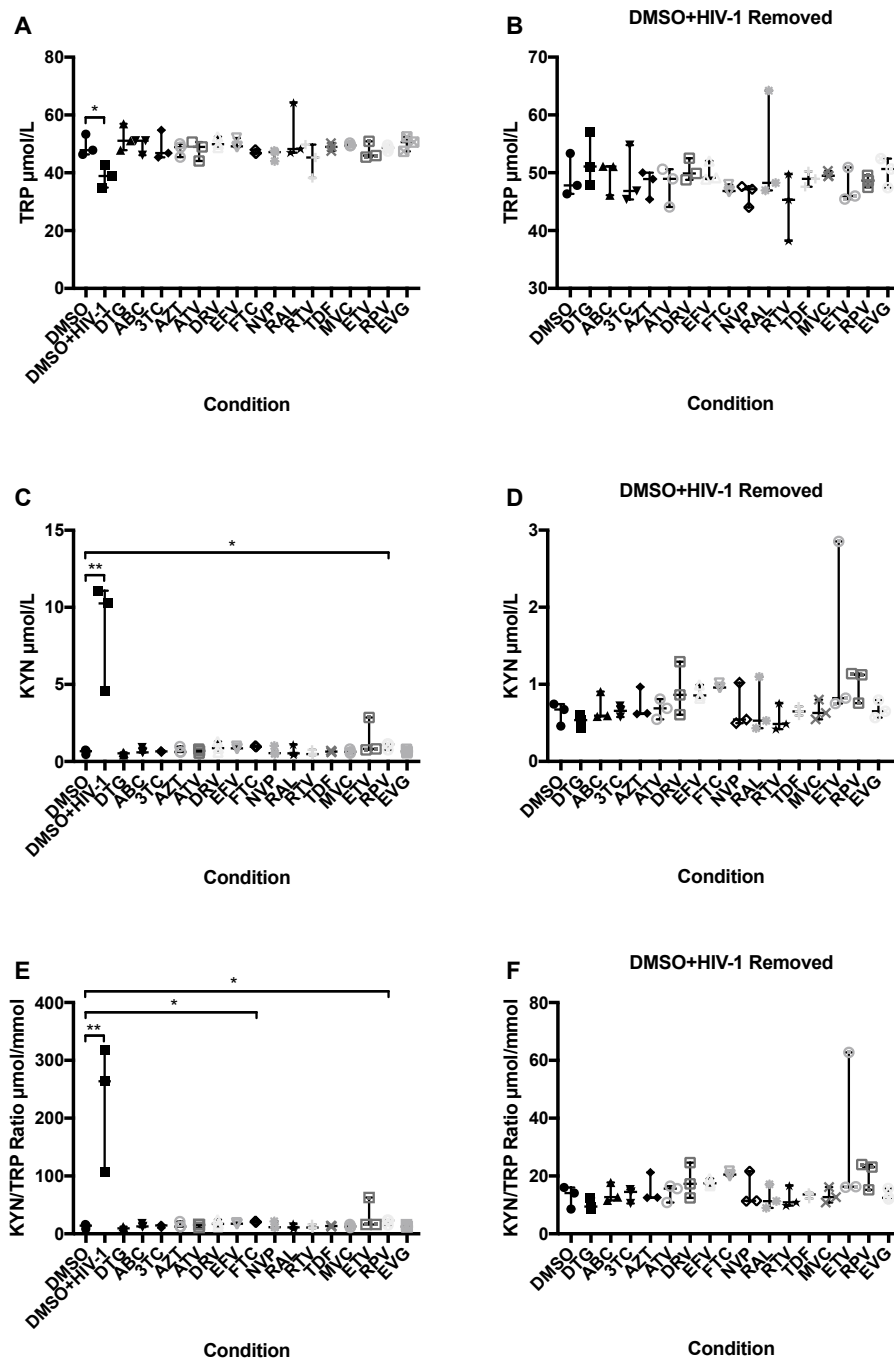 A
TRP µmol/L
60
40
20
0
*
DMSO
DMSO+HIV-1
DTG
ABC
3TC
AZT
ATV
DRV
EFV
FTC
NVP
RAL
RTV
TDF
MVC
ETV
RPV
EVG
Condition
B
DMSO+HIV-1 Removed
TRP µmol/L
70
60
50
40
30
DMSO
DTG
ABC
3TC
AZT
ATV
DRV
EFV
FTC
NVP
RAL
RTV
TDF
MVC
ETV
RPV
EVG
Condition
C
KYN µmol/L
15
10
5
0
*
**
DMSO
DMSO+HIV-1
DTG
ABC
3TC
AZT
ATV
DRV
EFV
FTC
NVP
RAL
RTV
TDF
MVC
ETV
RPV
EVG
Condition
D
DMSO+HIV-1 Removed
KYN µmol/L
3
2
1
0
DMSO
DTG
ABC
3TC
AZT
ATV
DRV
EFV
FTC
NVP
RAL
RTV
TDF
MVC
ETV
RPV
EVG
Condition
E
KYN/TRP Ratio µmol/mmol
400
300
200
100
0
*
*
**
DMSO
DMSO+HIV-1
DTG
ABC
3TC
AZT
ATV
DRV
EFV
FTC
NVP
RAL
RTV
TDF
MVC
ETV
RPV
EVG
Condition
F
DMSO+HIV-1 Removed
KYN/TRP Ratio µmol/mmol
80
60
40
20
0
DMSO
DTG
ABC
3TC
AZT
ATV
DRV
EFV
FTC
NVP
RAL
RTV
TDF
MVC
ETV
RPV
EVG
Condition